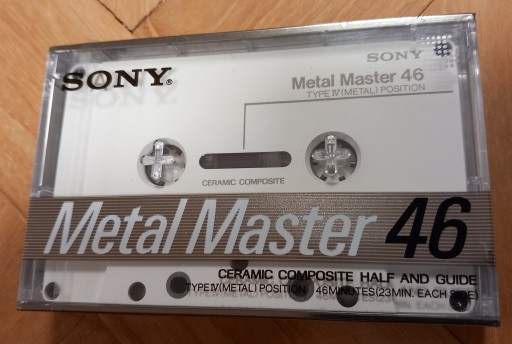 SONY®
SONY
Metal Master 46
TYPE IV (METAL) POSITION
CERAMIC COMPOSITE
Metal Master 46
CERAMIC COMPOSITE HALF AND GUIDE
TYPE IV (METAL) POSITION 46MINUTES(23MIN. EACH SIDE)